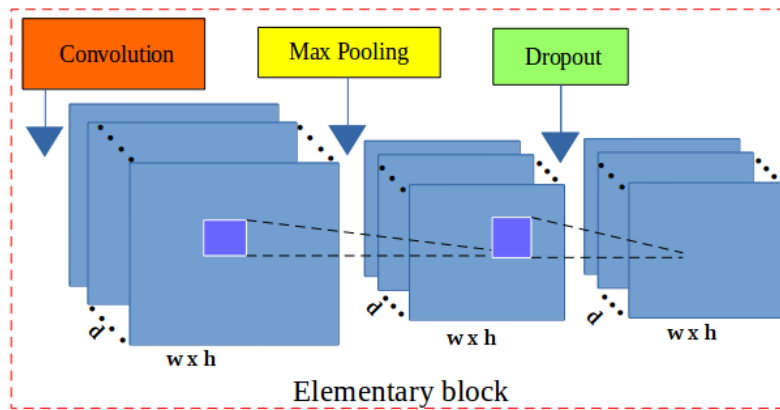 Convolution
Max Pooling
Dropout
d
w x h
d
w x h
d
w x h
Elementary block